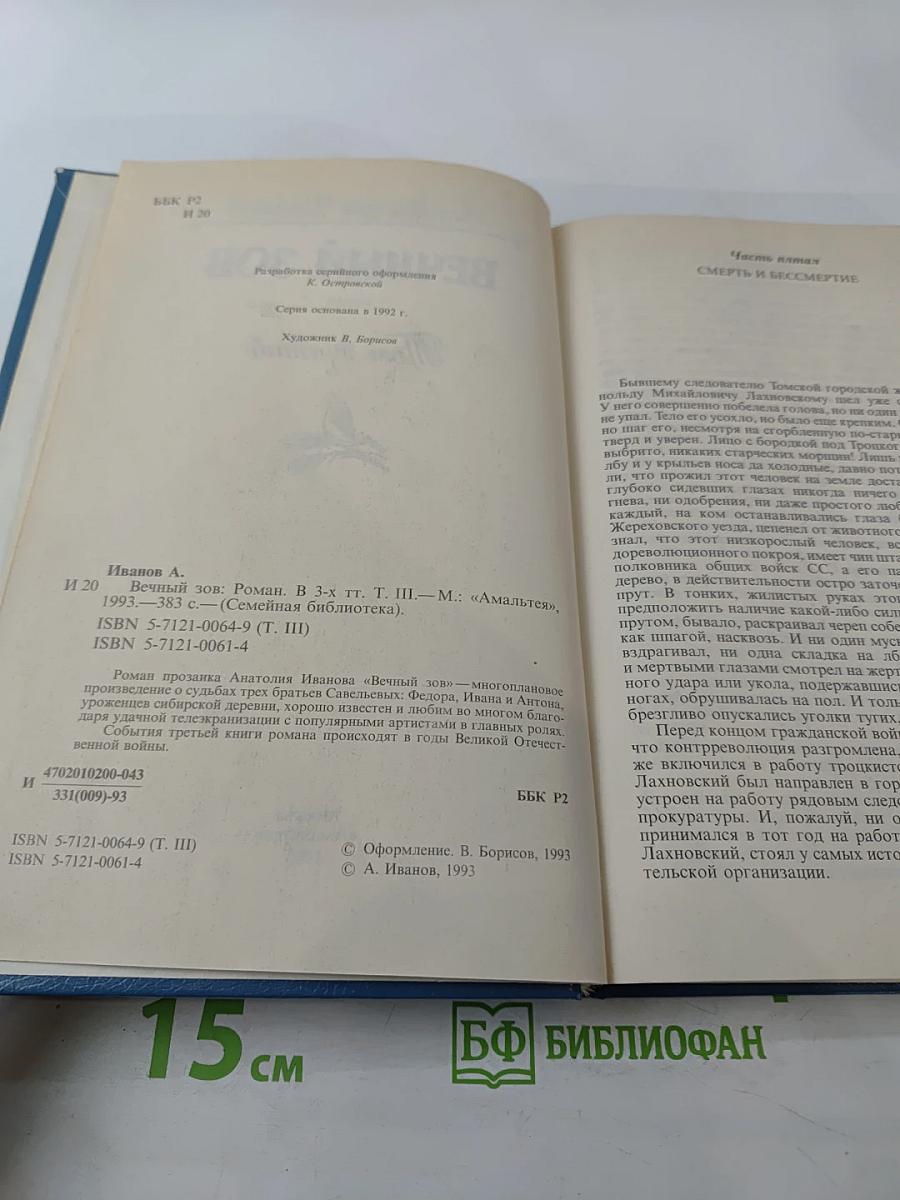 ББК Р2
И 20
Разработка серийного оформления
К. Островской
Серия основана в 1992 г.
Художник В. Борисов
ВЕЧНЫЙ ЗОВ
Иванов А.
И 20 Вечный зов: Роман. В 3-х тт. Т. III.— М.: «Амальтея»,
1993.—383 с.— (Семейная библиотека).
ISBN 5-7121-0064-9 (Т. III)
ISBN 5-7121-0061-4
Роман прозаика Анатолия Иванова «Вечный зов» — многоплановое
произведение о судьбах трех братьев Савельевых: Федора, Ивана и Антона,
уроженцев сибирской деревни, хорошо известен и любим во многом благо-
даря удачной телеэкранизации с популярными артистами в главных ролях.
События третьей книги романа происходят в годы Великой Отечест-
венной войны.
И 4702010200-043
331(009)-93
ББК Р2
ISBN 5-7121-0064-9 (Т. III)
ISBN 5-7121-0061-4
© Оформление. В. Борисов, 1993
© А. Иванов, 1993
Часть пятая
СМЕРТЬ И БЕССМЕРТИЕ
Бывшему следователю Томской городской ж
нольду Михайловичу Лахновскому шел уже
У него совершенно побелела голова, но ни один
не упал. Тело его усохло, но было еще крепким.
но шаг его, несмотря на сгорбленную по-стари
тверд и уверен. Лицо с бородкой под Троцкого
выбрито, никаких старческих морщин! Лишь
лбу и у крыльев носа да холодные, давно пот
ли, что прожил этот человек на земле доста
глубоко сидевших глазах никогда ничего
гнева, ни одобрения, ни даже простого люб
каждый, на ком останавливались глаза
Жереховского уезда, цепенел от животного
знал, что этот низкорослый человек, вс
дореволюционного покроя, имеет чин шта
полковника общих войск СС, а его па
дерево, в действительности остро заточе
прут. В тонких, жилистых руках этог
предположить наличие какой-либо сил
прутом, бывало, раскраивал череп собе
как шпагой, насквозь. И ни один муск
вздрагивал, ни одна складка на лб
и мертвыми глазами смотрел на жерт
ного удара или укола, подержавшись
ногах, обрушивалась на пол. И толь
брезгливо опускались уголки тугих
Перед концом гражданской войн
что контрреволюция разгромлена,
же включился в работу троцкистс
Лахновский был направлен в гор
устроен на работу рядовым следо
прокуратуры. И, пожалуй, ни о
принимался в тот год на работ
Лахновский, стоял у самых исто
тельской организации.
15 см
БФ БИБЛИОФАН